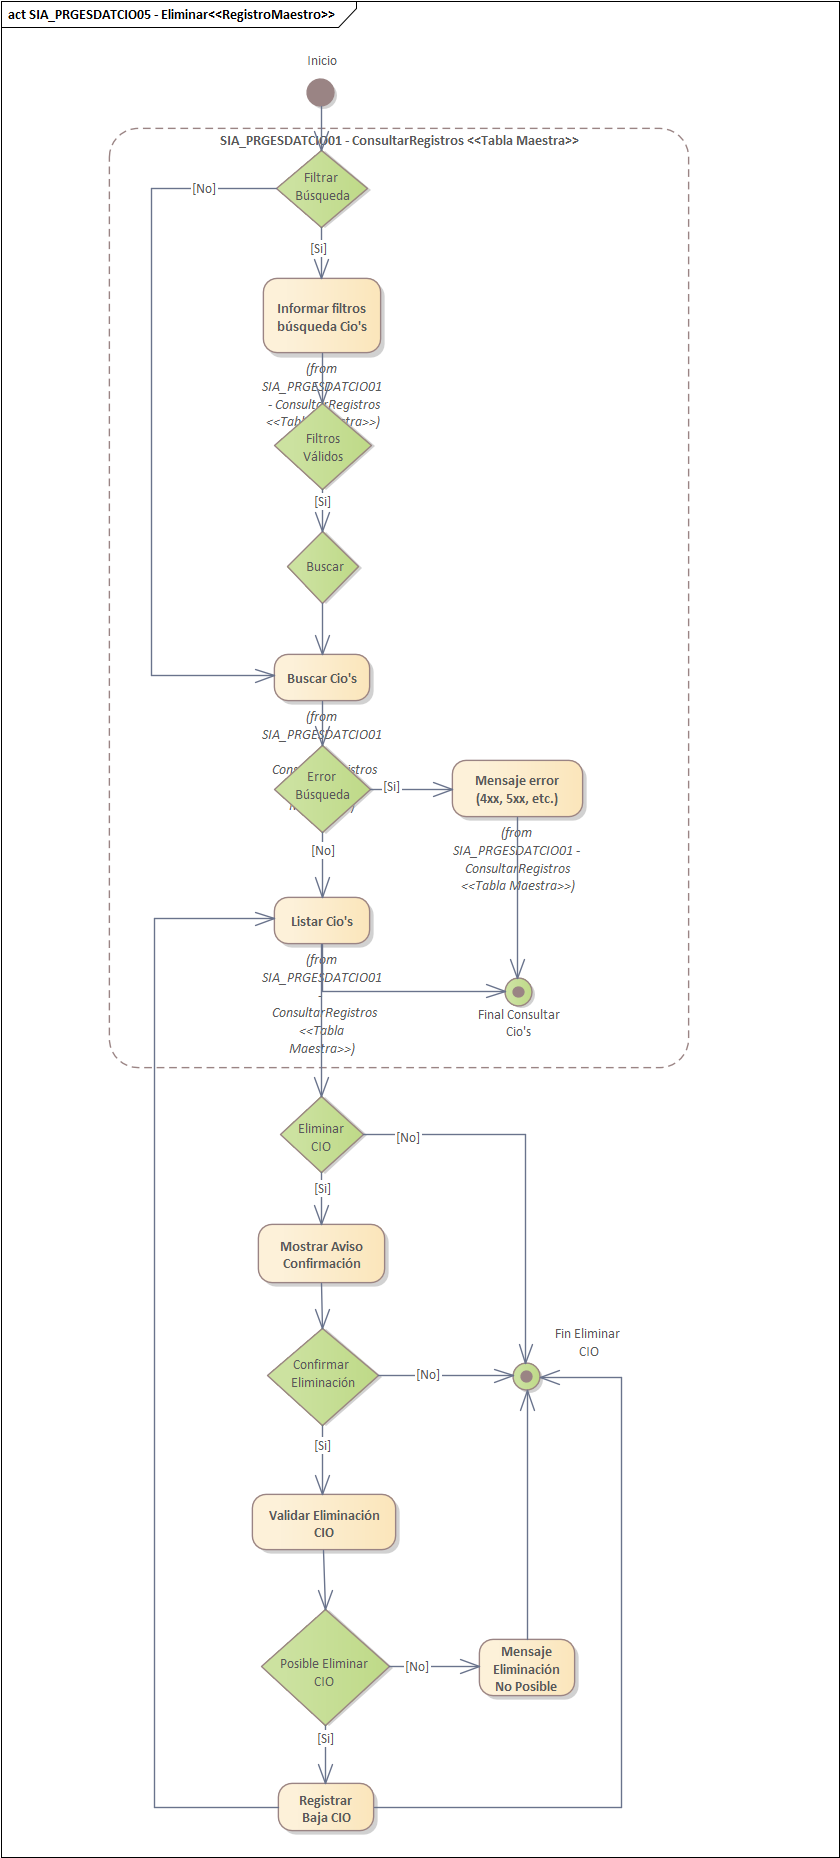 act SIA_PRGESDATCIO05 - Eliminar<<RegistroMaestro>>
Inicio
SIA_PRGESDATCIO01 - ConsultarRegistros <<Tabla Maestra>>
Filtrar
Búsqueda
[No]
[Si]
Informar filtros
búsqueda Cio's
(from
SIA_PRGESDATCIO01
- ConsultarRegistros
Filtros
Válidos
[Si]
Buscar
Buscar Cio's
(from
SIA_PRGESDATCIO01
Error
Búsqueda
[Si]
Mensaje error
(4xx, 5xx, etc.)
(from
SIA_PRGESDATCIO01 -
ConsultarRegistros
<<Tabla Maestra>>)
[No]
Listar Cio's
(from
SIA_PRGESDATCIO01
-
ConsultarRegistros
<<Tabla
Maestra>>)
Final Consultar
Cio's
Eliminar
CIO
[No]
[Si]
Mostrar Aviso
Confirmación
Fin Eliminar
CIO
Confirmar
Eliminación
[No]
[Si]
Validar Eliminación
CIO
Posible Eliminar
CIO
[No]
Mensaje
Eliminación
No Posible
[Si]
Registrar
Baja CIO